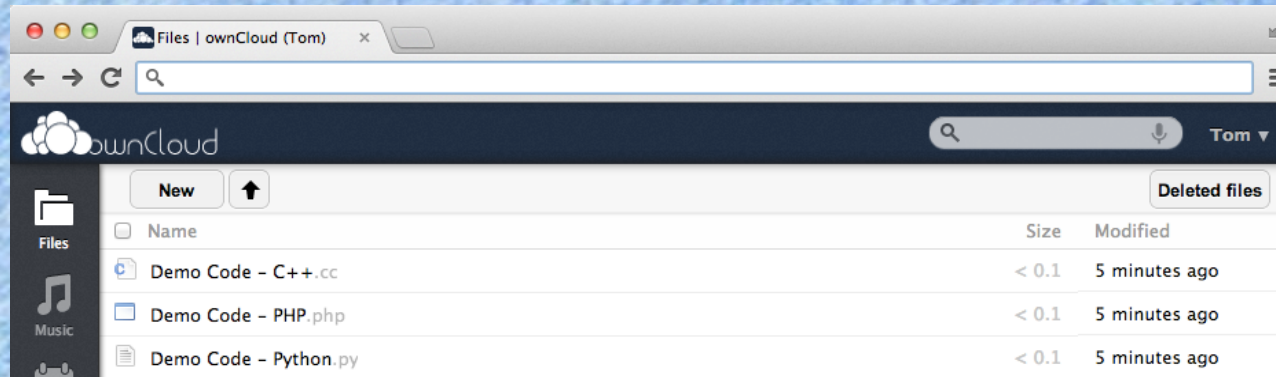 Files | ownCloud (Tom)
ownCloud
Tom
New
Deleted files
Files
Name
Size
Modified
Demo Code – C++.cc
< 0.1
5 minutes ago
Demo Code – PHP.php
< 0.1
5 minutes ago
Music
Demo Code – Python.py
< 0.1
5 minutes ago